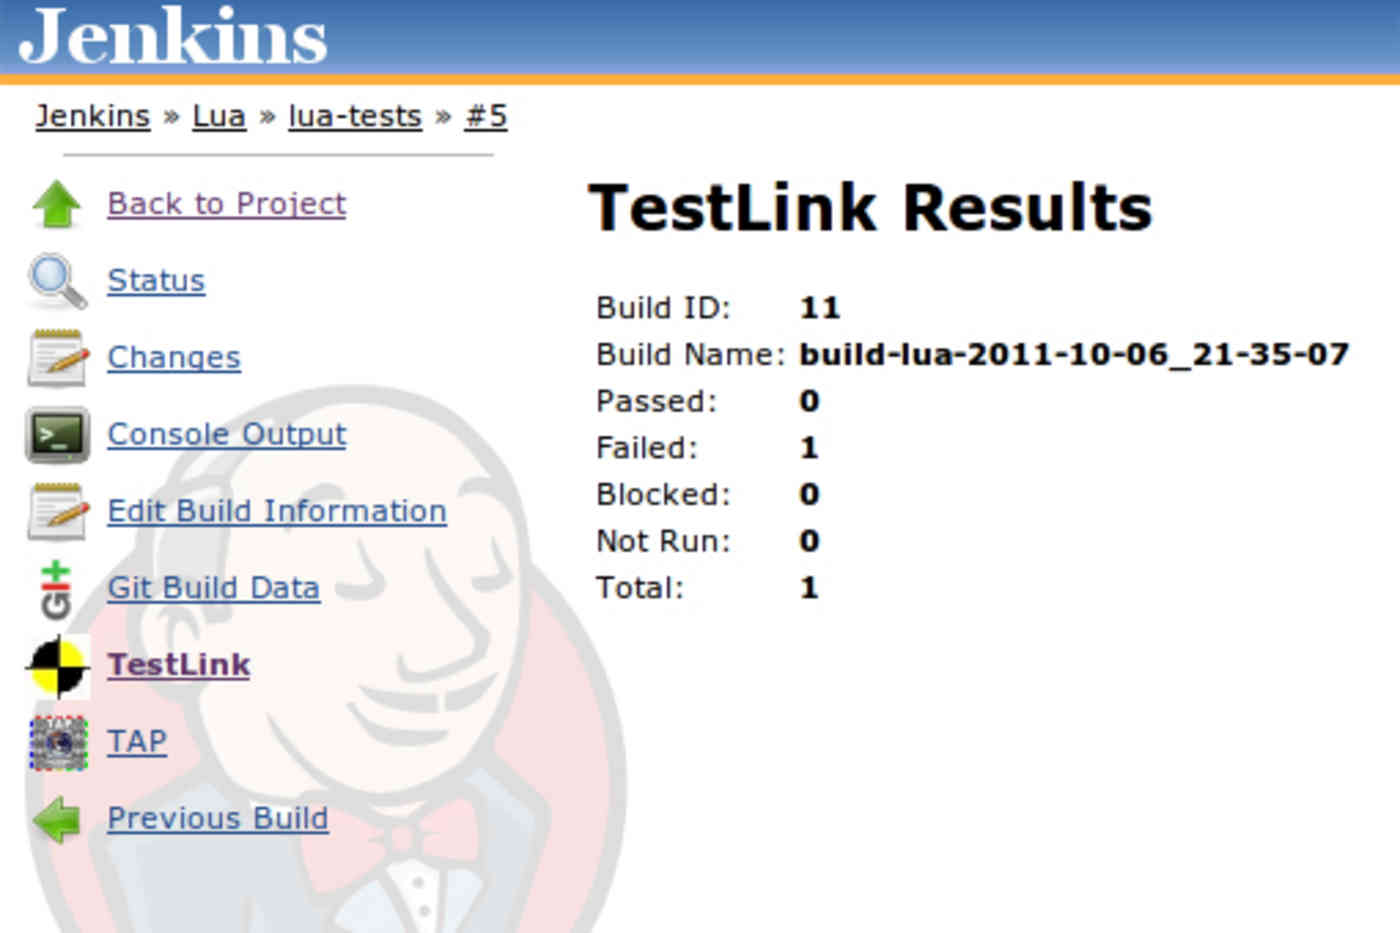 Jenkins
Jenkins » Lua » lua-tests » #5
Back to Project
Status
Changes
Console Output
Edit Build Information
Git Build Data
TestLink
TAP
Previous Build
TestLink Results
Build ID: 11
Build Name: build-lua-2011-10-06_21-35-07
Passed: 0
Failed: 1
Blocked: 0
Not Run: 0
Total: 1